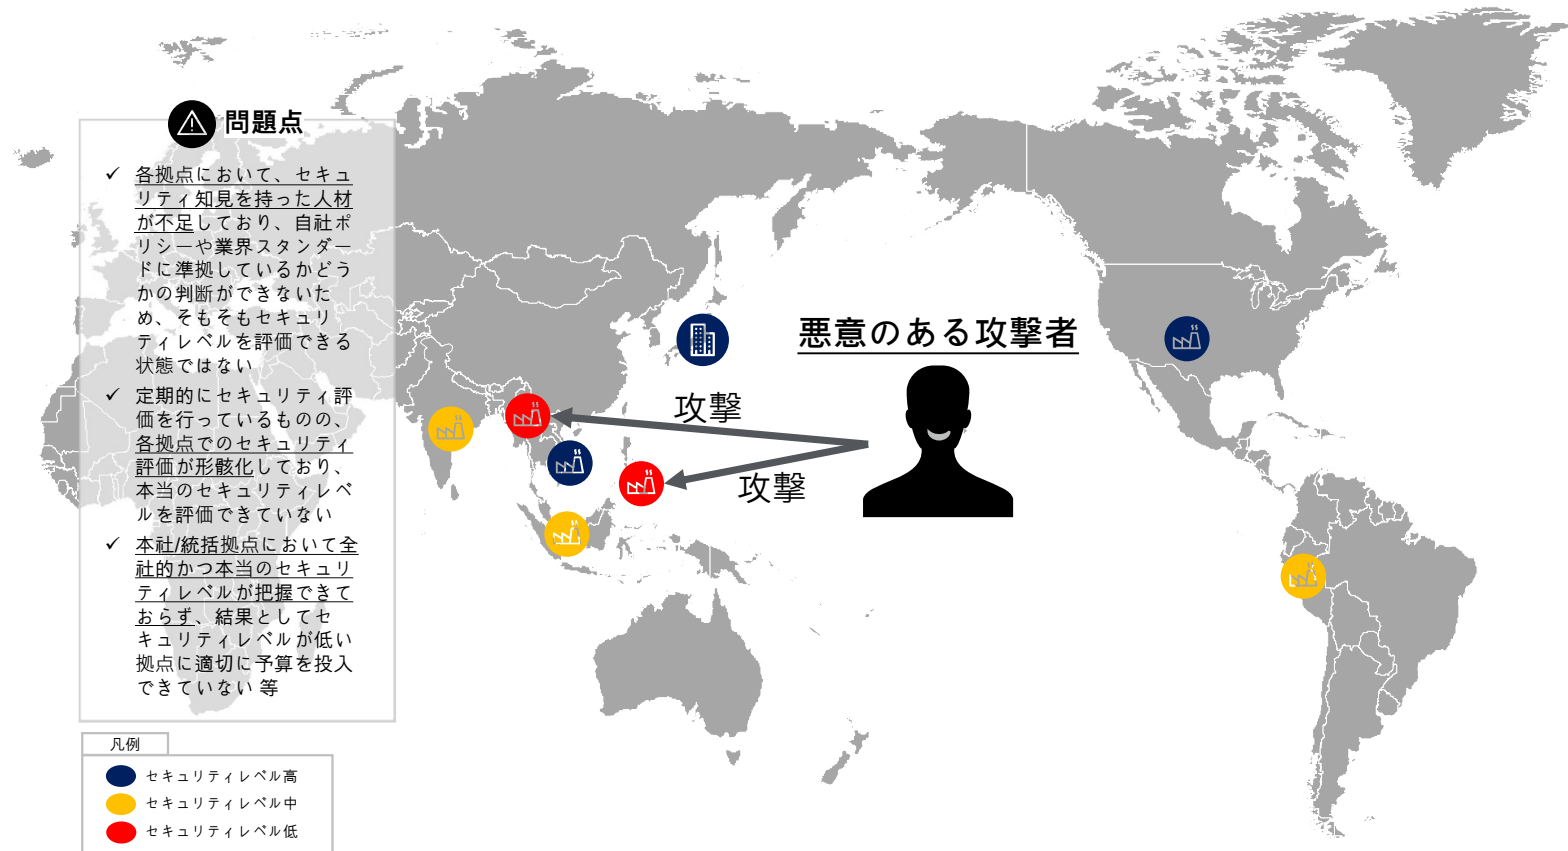 問題点
✓ 各拠点において、セキュ
リティ知見を持った人材
が不足しており、自社ポ
リシーや業界スタンダー
ドに準拠しているかどう
かの判断ができないた
め、そもそもセキュリ
ティレベルを評価できる
状態ではない
✓ 定期的にセキュリティ評
価を行っているものの、
各拠点でのセキュリティ
評価が形骸化しており、
本当のセキュリティレベ
ルを評価できていない
✓ 本社/統括拠点において全
社的かつ本当のセキュリ
ティレベルが把握できて
おらず、結果としてセ
キュリティレベルが低い
拠点に適切に予算を投入
できていない 等
悪意のある攻撃者
攻撃
攻撃
凡例
セキュリティレベル高
セキュリティレベル中
セキュリティレベル低